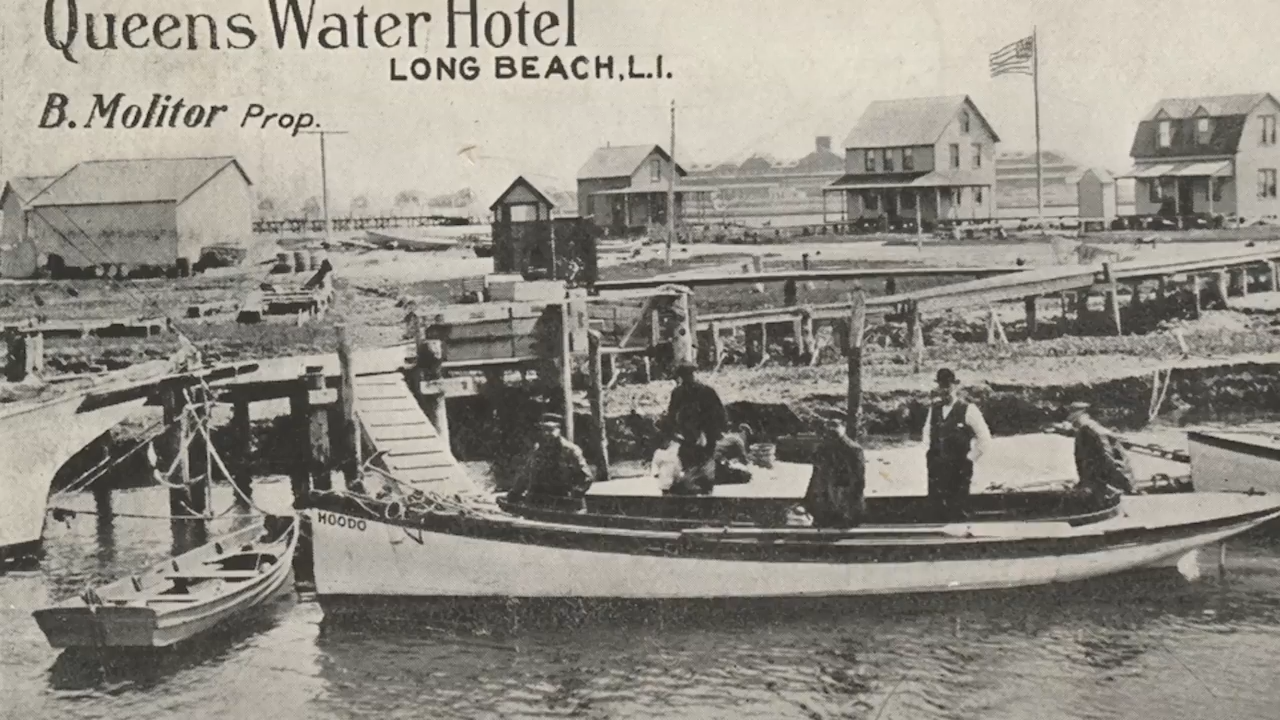 Queens Water Hotel
LONG BEACH, L.I.
B. Molitor Prop.
HOODO